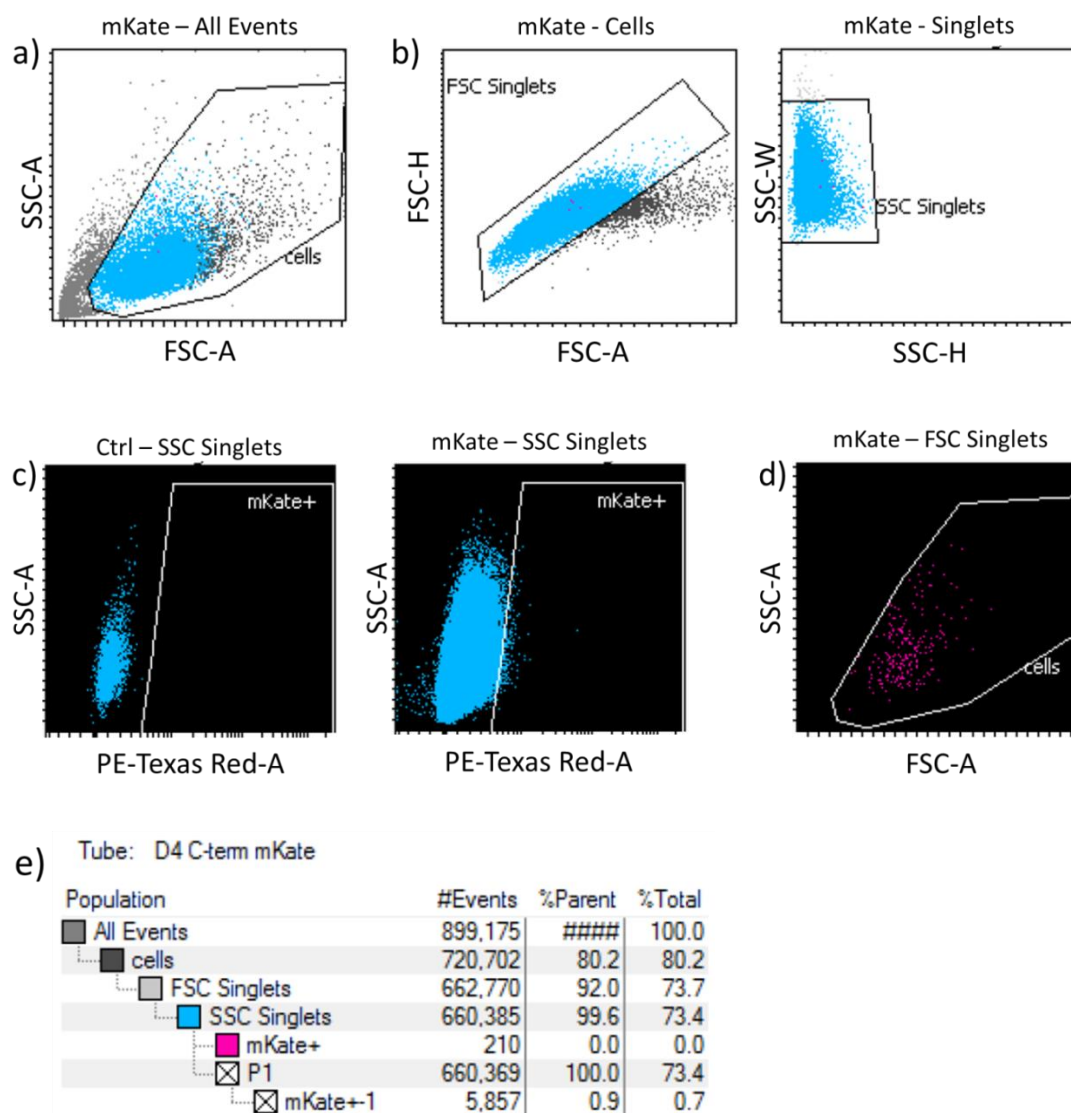 a)
mKate – All Events
SSC-A
cells
FSC-A
b)
mKate - Cells
FSC Singlets
FSC-H
FSC-A
mKate - Singlets
SSC-W
SSC Singlets
SSC-H
c)
Ctrl – SSC Singlets
mKate+
SSC-A
PE-Texas Red-A
mKate – SSC Singlets
mKate+
SSC-A
PE-Texas Red-A
d)
mKate – FSC Singlets
SSC-A
cells
FSC-A
e)
Tube: D4 C-term mKate
Population #Events %Parent %Total
All Events 899,175 #### 100.0
cells 720,702 80.2 80.2
FSC Singlets 662,770 92.0 73.7
SSC Singlets 660,385 99.6 73.4
mKate+ 210 0.0 0.0
P1 660,369 100.0 73.4
mKate+-1 5,857 0.9 0.7